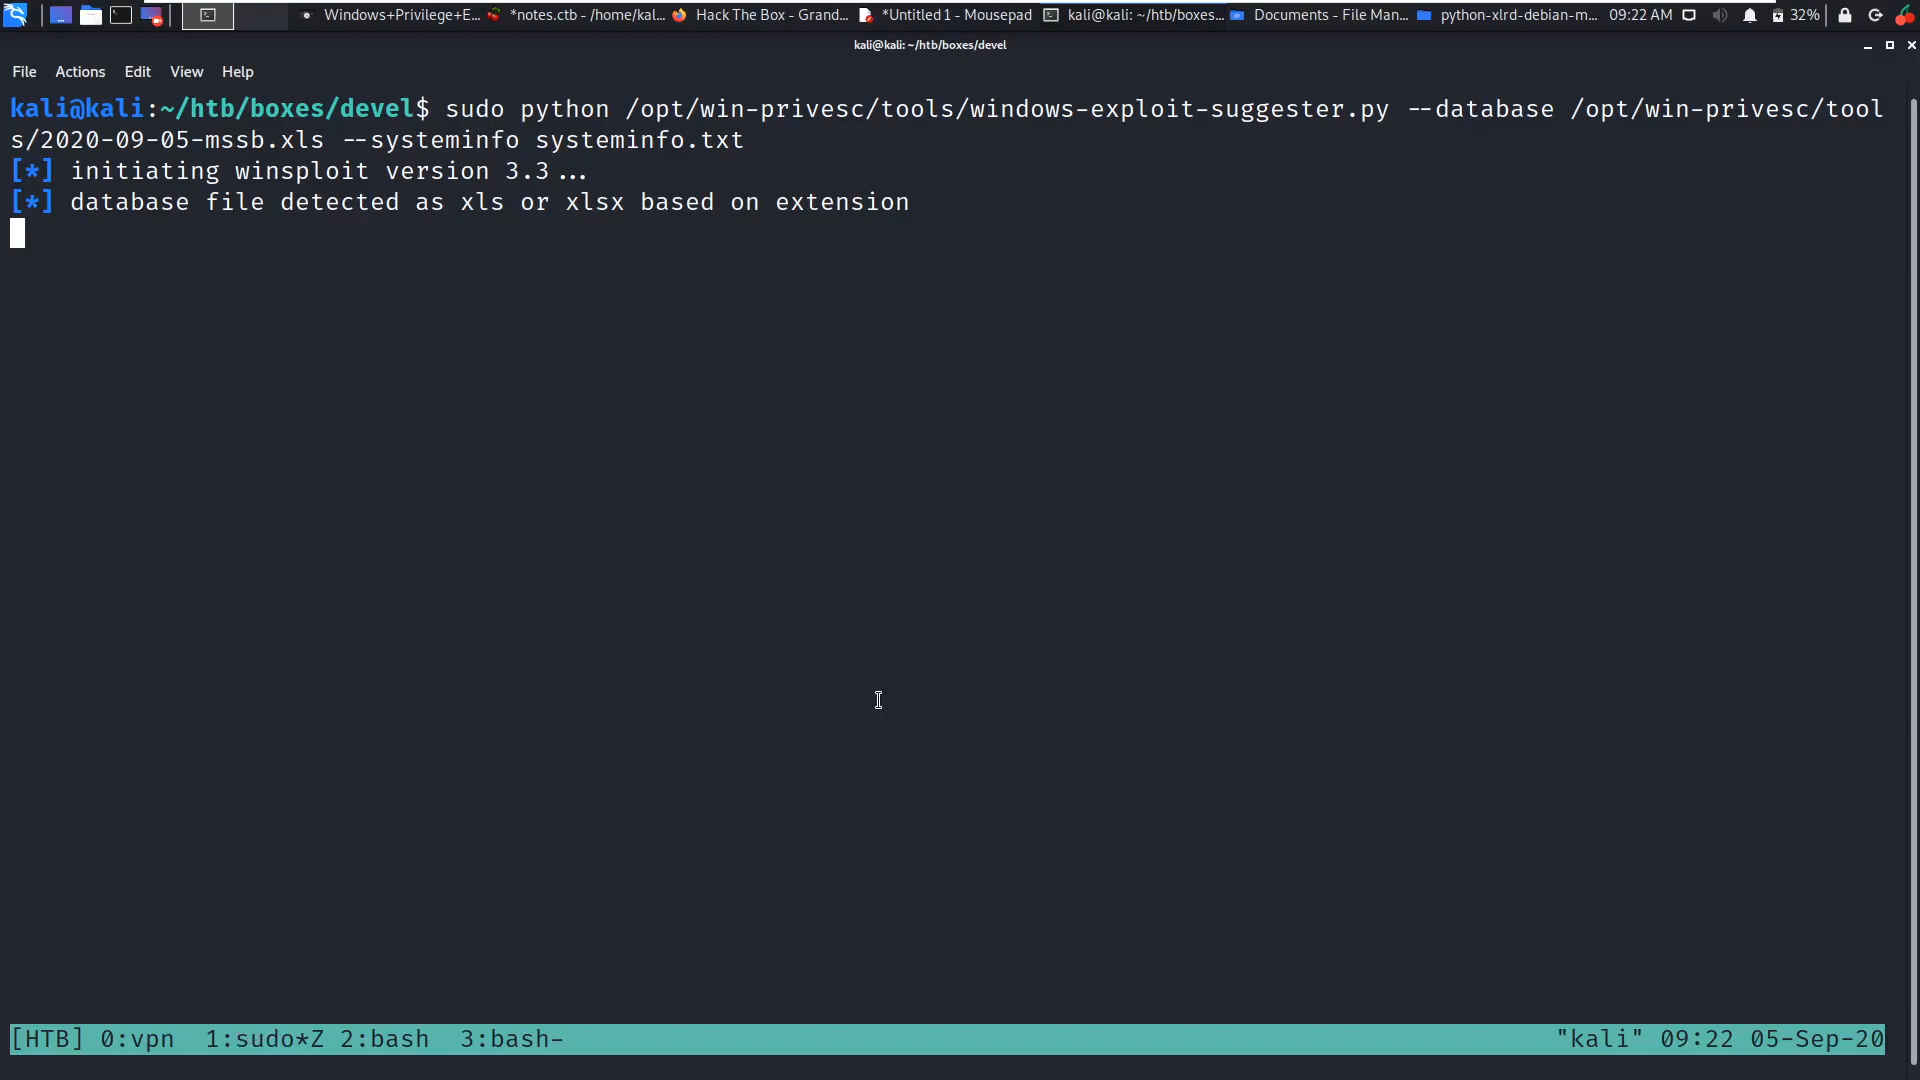 Windows+Privilege+E... *notes.ctb - /home/kal... Hack The Box - Grand... *Untitled 1 - Mousepad kali@kali: ~/htb/boxes... Documents - File Man... python-xlrd-debian-m... 09:22 AM 32%
kali@kali: ~/htb/boxes/devel
File Actions Edit View Help
kali@kali:~/htb/boxes/devel$ sudo python /opt/win-privesc/tools/windows-exploit-suggester.py --database /opt/win-privesc/tool
s/2020-09-05-mssb.xls --systeminfo systeminfo.txt
[*] initiating winsploit version 3.3...
[*] database file detected as xls or xlsx based on extension
[HTB] 0:vpn 1:sudo*Z 2:bash 3:bash- "kali" 09:22 05-Sep-20